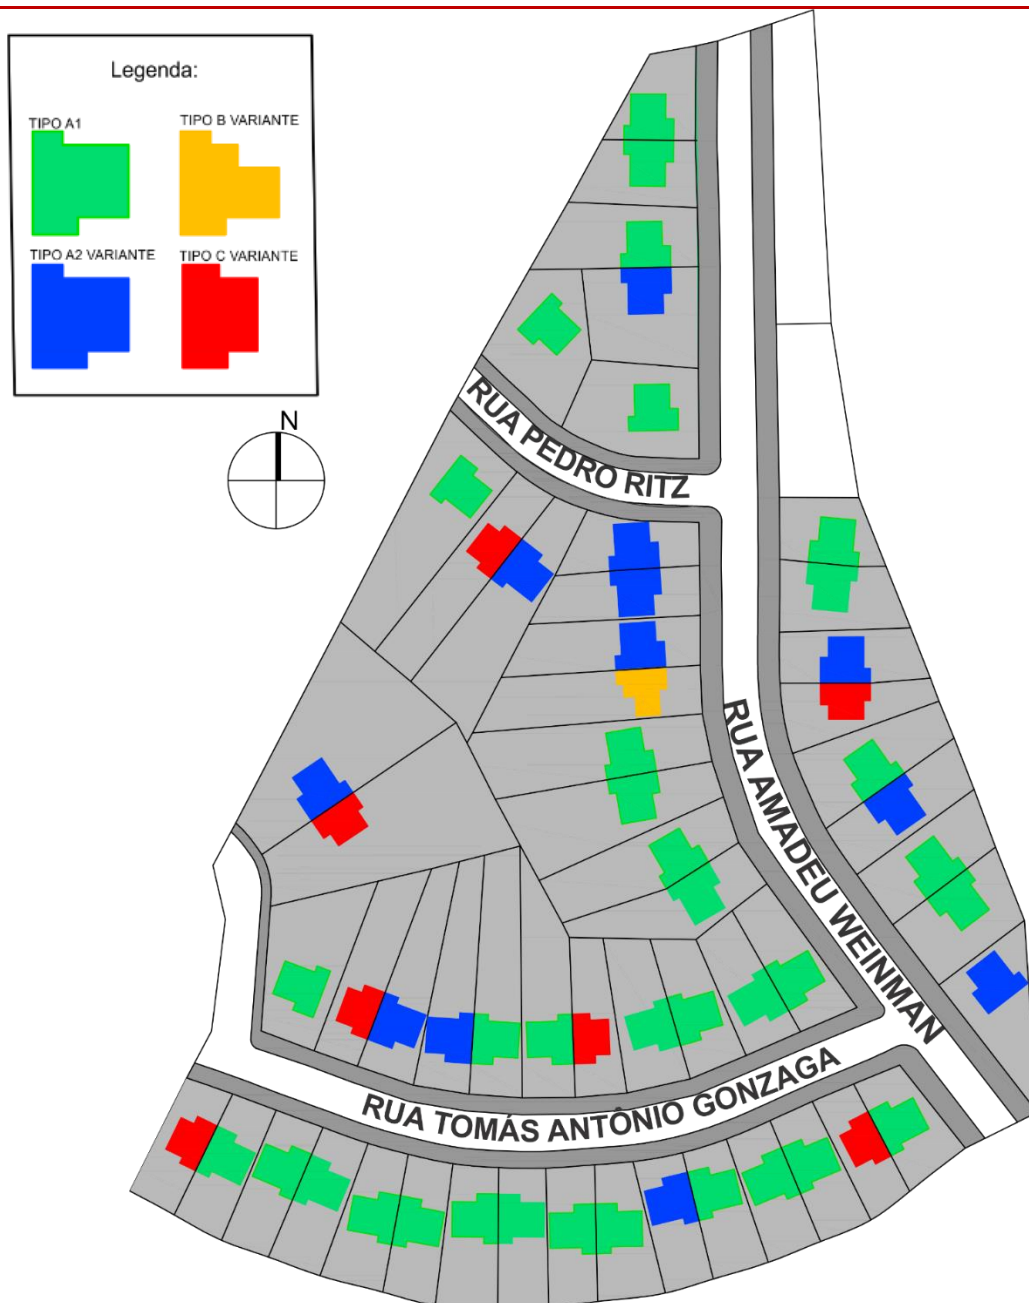 Legenda:
TIPO A1
TIPO B VARIANTE
TIPO A2 VARIANTE
TIPO C VARIANTE
N
RUA PEDRO RITZ
RUA AMADEU WEINMAN
RUA TOMÁS ANTÔNIO GONZAGA